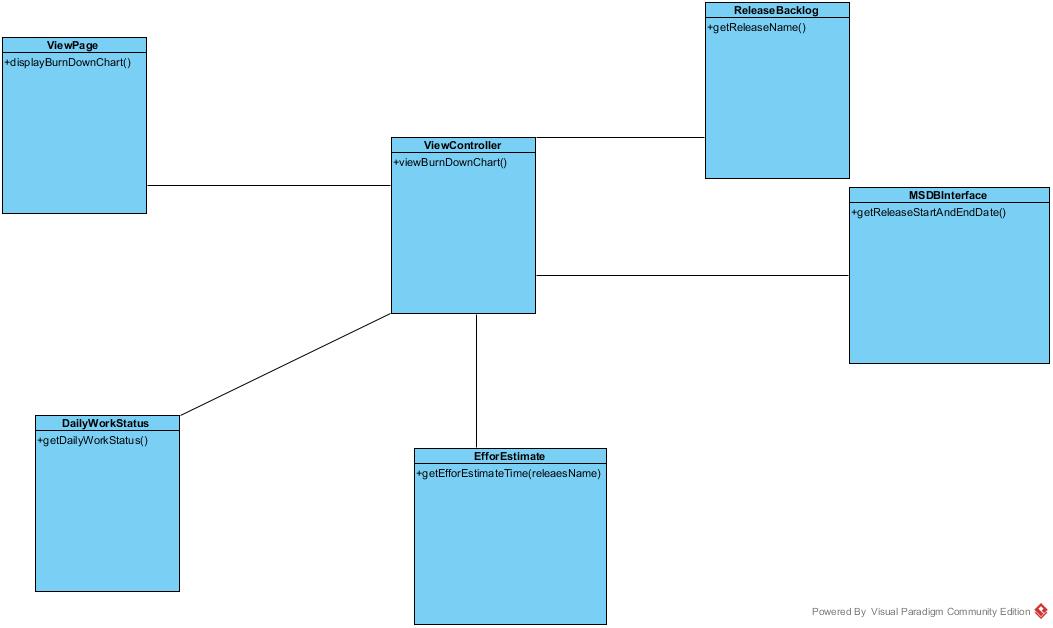 ReleaseBacklog
+getReleaseName()
ViewPage
+displayBurnDownChart()
ViewController
+viewBurnDownChart()
MSDBInterface
+getReleaseStartAndEndDate()
DailyWorkStatus
+getDailyWorkStatus()
EfforEstimate
+getEfforEstimateTime(releaesName)
Powered By Visual Paradigm Community Edition